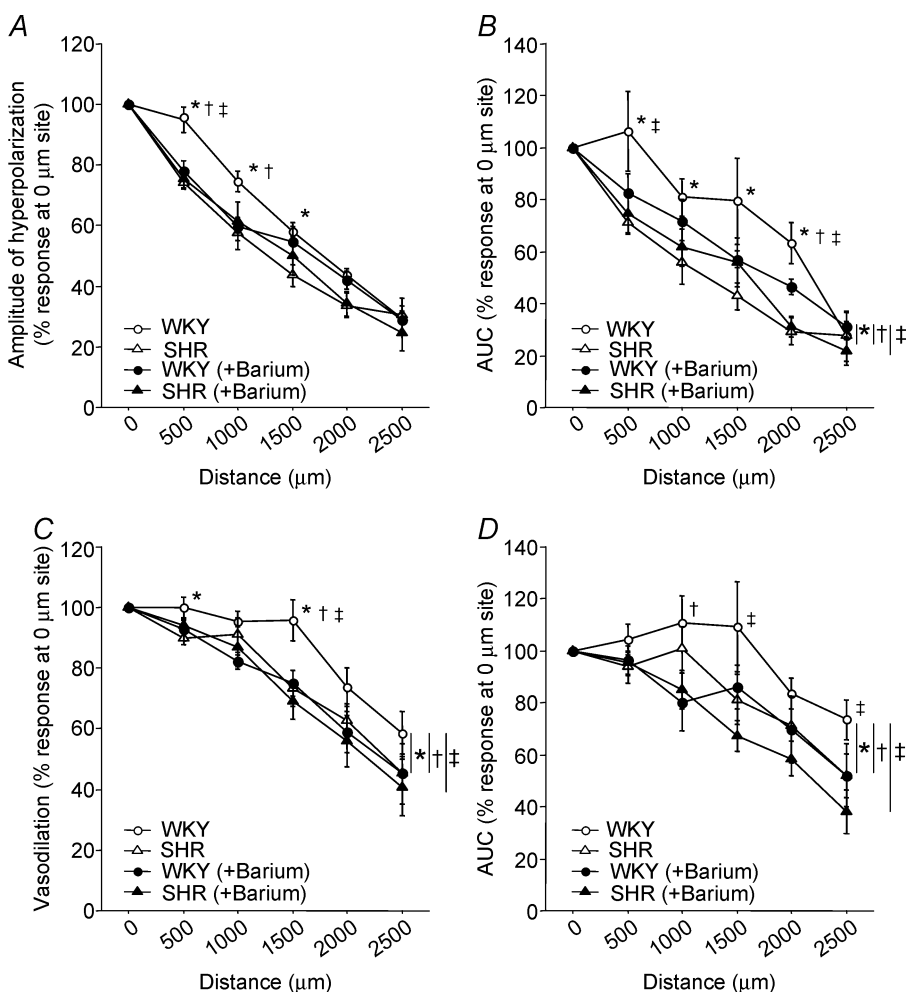 A
Amplitude of hyperpolarization
(% response at 0 μm site)
120
100
80
60
40
20
0
* † ‡
* †
*
WKY
SHR
WKY (+Barium)
SHR (+Barium)
0
500
1000
1500
2000
2500
Distance (μm)
B
AUC (% response at 0 μm site)
140
120
100
80
60
40
20
0
* ‡
*
*
* † ‡
* † ‡
WKY
SHR
WKY (+Barium)
SHR (+Barium)
0
500
1000
1500
2000
2500
Distance (μm)
C
Vasodilation (% response at 0 μm site)
120
100
80
60
40
20
0
*
* † ‡
* † ‡
WKY
SHR
WKY (+Barium)
SHR (+Barium)
0
500
1000
1500
2000
2500
Distance (μm)
D
AUC (% response at 0 μm site)
140
120
100
80
60
40
20
0
†
‡
‡
* † ‡
WKY
SHR
WKY (+Barium)
SHR (+Barium)
0
500
1000
1500
2000
2500
Distance (μm)